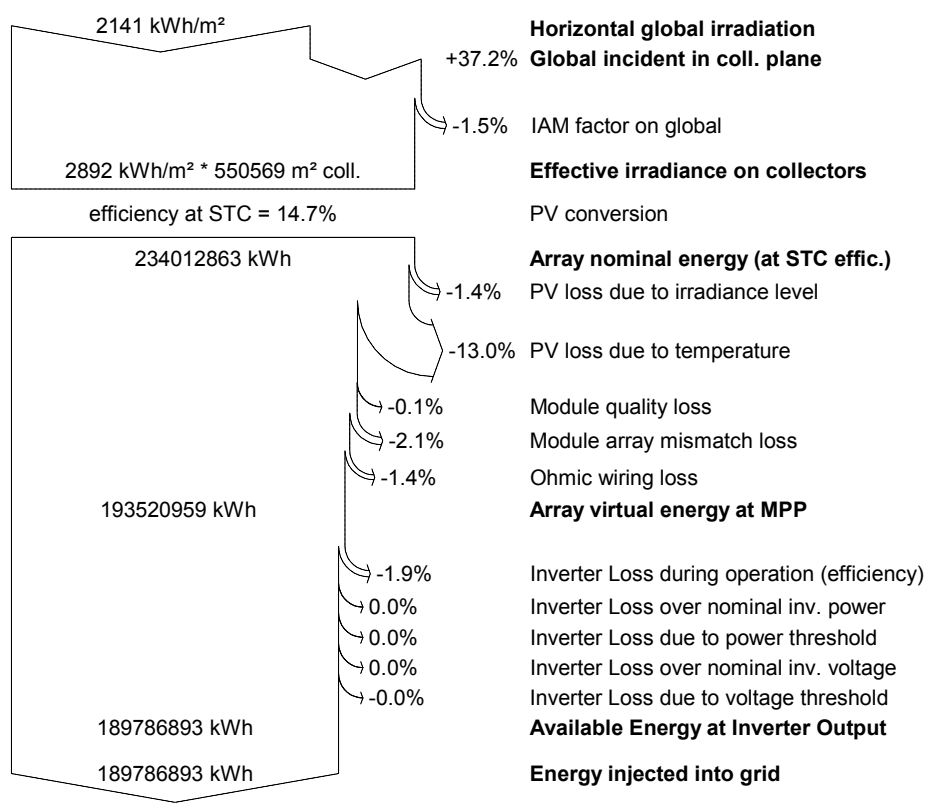 2141 kWh/m² Horizontal global irradiation
+37.2% Global incident in coll. plane
-1.5% IAM factor on global
2892 kWh/m² * 550569 m² coll. Effective irradiance on collectors
efficiency at STC = 14.7% PV conversion
234012863 kWh Array nominal energy (at STC effic.)
-1.4% PV loss due to irradiance level
-13.0% PV loss due to temperature
-0.1% Module quality loss
-2.1% Module array mismatch loss
-1.4% Ohmic wiring loss
193520959 kWh Array virtual energy at MPP
-1.9% Inverter Loss during operation (efficiency)
0.0% Inverter Loss over nominal inv. power
0.0% Inverter Loss due to power threshold
0.0% Inverter Loss over nominal inv. voltage
-0.0% Inverter Loss due to voltage threshold
189786893 kWh Available Energy at Inverter Output
189786893 kWh Energy injected into grid